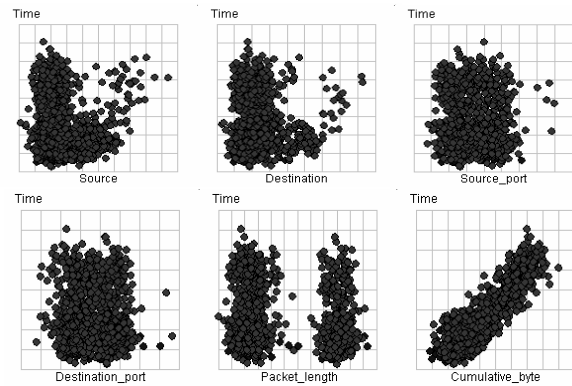 Time
Time
Time
Source
Destination
Source_port
Time
Time
Time
Destination_port
Packet_length
Cumulative_byte